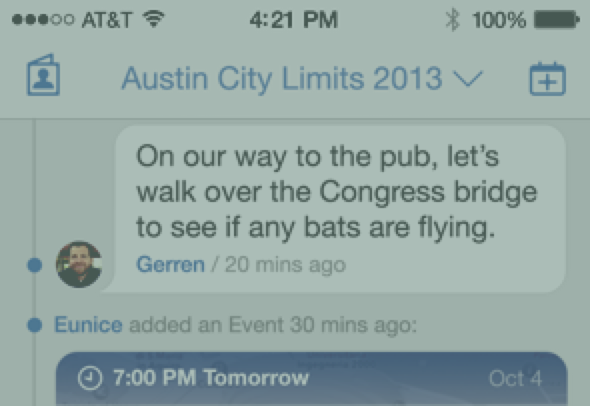 AT&T 4:21 PM 100%
Austin City Limits 2013
On our way to the pub, let's
walk over the Congress bridge
to see if any bats are flying.
Gerren / 20 mins ago
Eunice added an Event 30 mins ago:
7:00 PM Tomorrow Oct 4